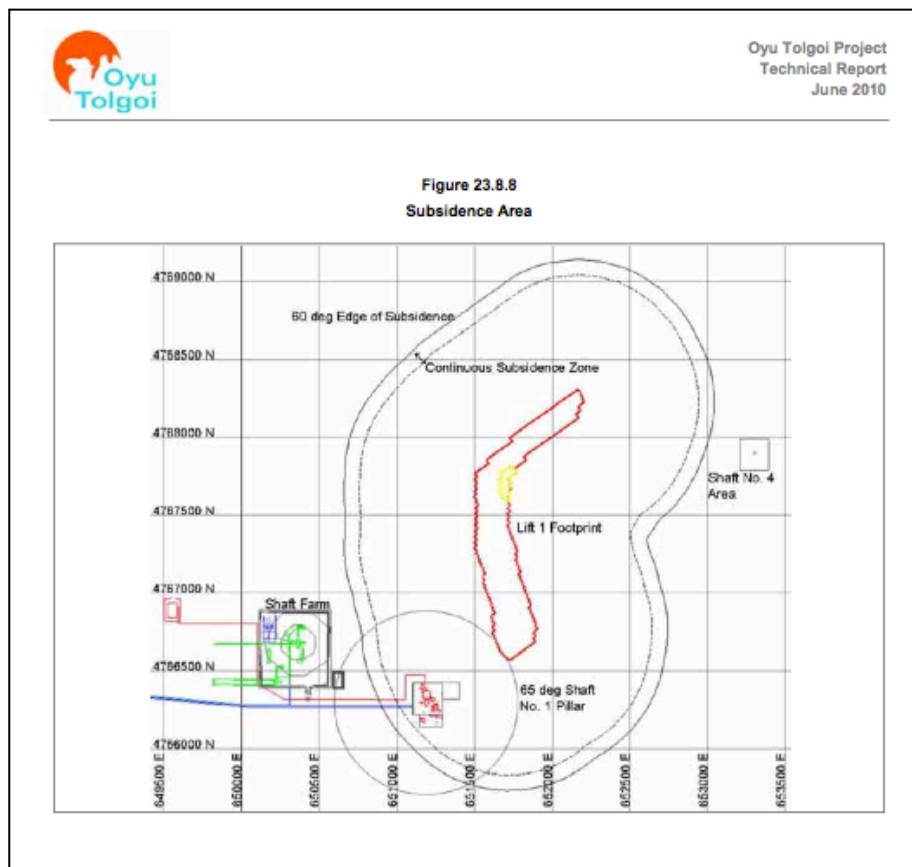 Oyu
Tolgoi
Oyu Tolgoi Project
Technical Report
June 2010
Figure 23.8.8
Subsidence Area
4769000 N
60 deg Edge of Subsidence
4768500 N
Continuous Subsidence Zone
4768000 N
Shaft No. 4
Area
4767500 N
Lift 1 Footprint
4767000 N
Shaft Farm
4766500 N
65 deg Shaft
No. 1 Pillar
4766000 N
649500 E
650000 E
650500 E
651000 E
651500 E
652000 E
652500 E
653000 E
653500 E